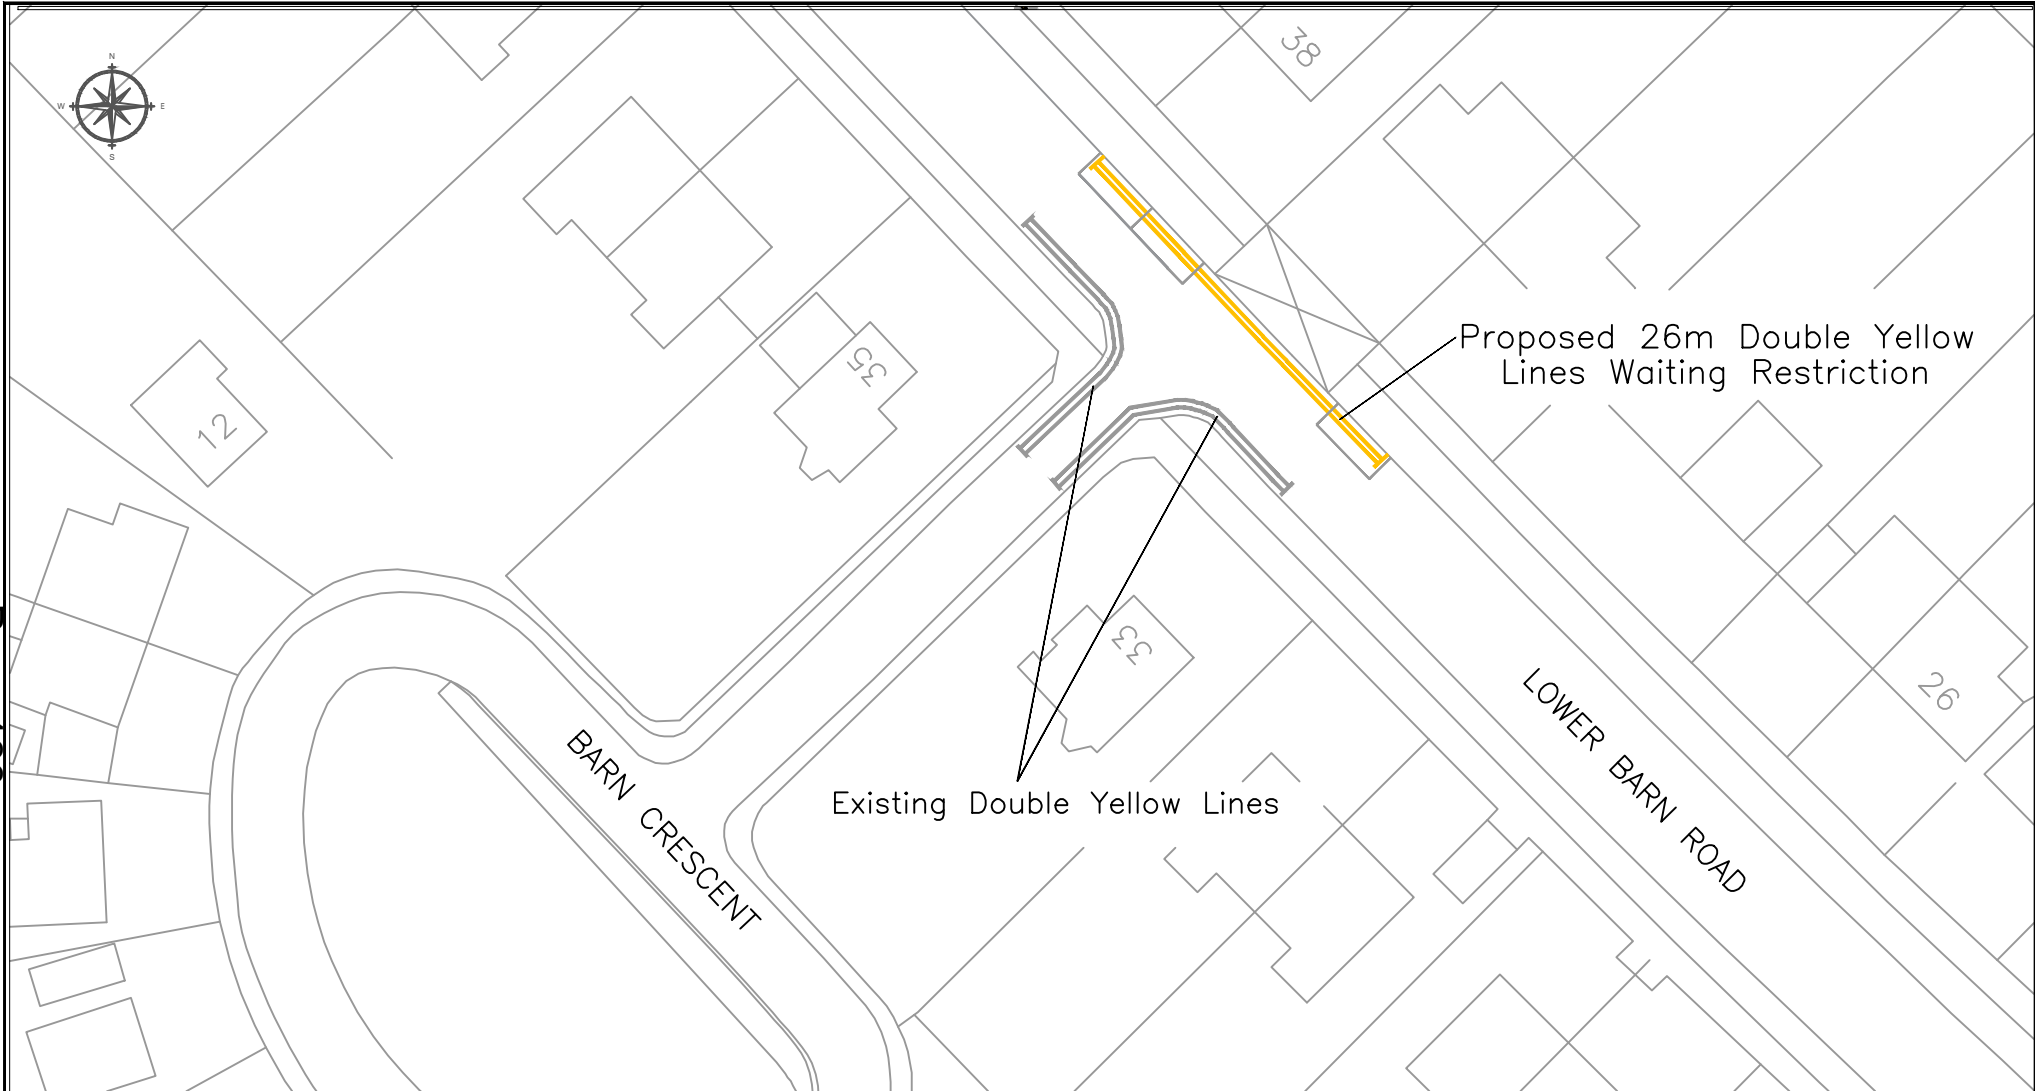 N
W E
S
38
Proposed 26m Double Yellow
Lines Waiting Restriction
35
12
33
26
LOWER BARN ROAD
BARN CRESCENT
Existing Double Yellow Lines